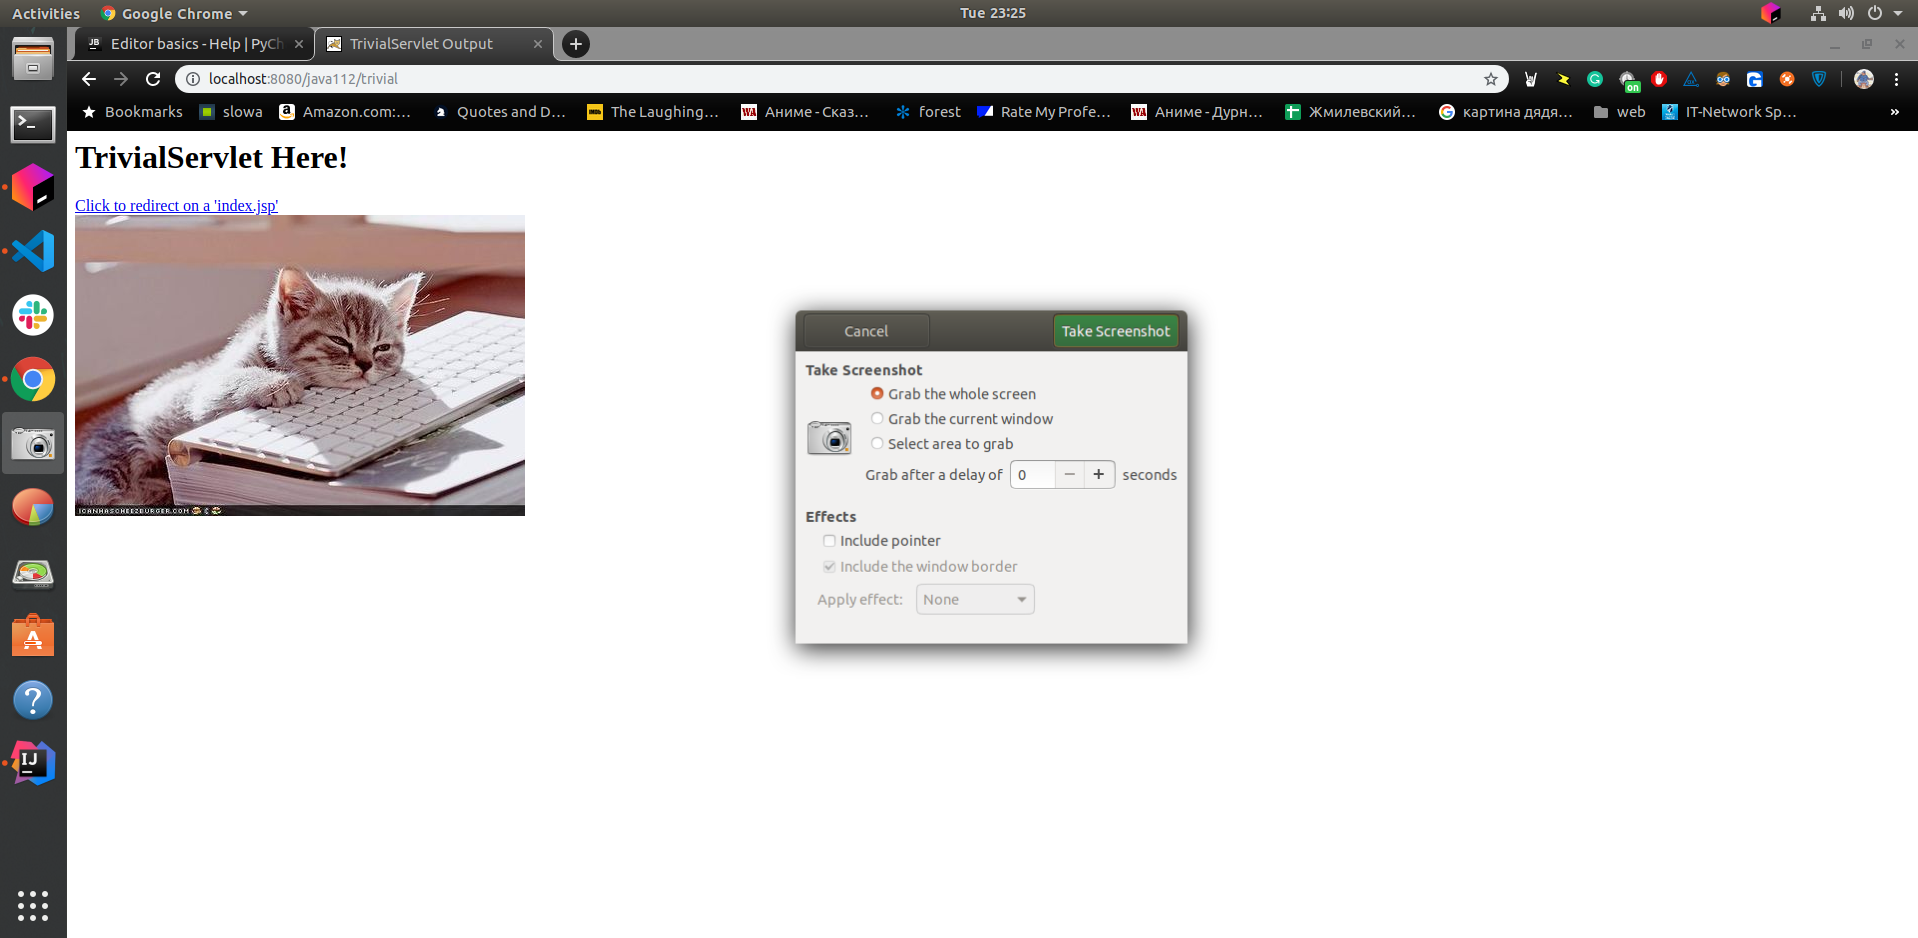 Activities
Google Chrome
Tue 23:25
JB
Editor basics - Help | PyCh
TrivialServlet Output
localhost:8080/java112/trivial
on
Bookmarks
slowa
Amazon.com:...
Quotes and D...
The Laughing...
WA
Аниме - Сказ...
forest
Rate My Profe...
WA
Аниме - Дурн...
Жмилевский...
картина дядя...
web
IT-Network Sp...
»
TrivialServlet Here!
Click to redirect on a 'index.jsp'
ICANHASCHEEZBURGER.COM
Cancel
Take Screenshot
Take Screenshot
Grab the whole screen
Grab the current window
Select area to grab
Grab after a delay of 0 − + seconds
Effects
Include pointer
Include the window border
Apply effect: None
IJ